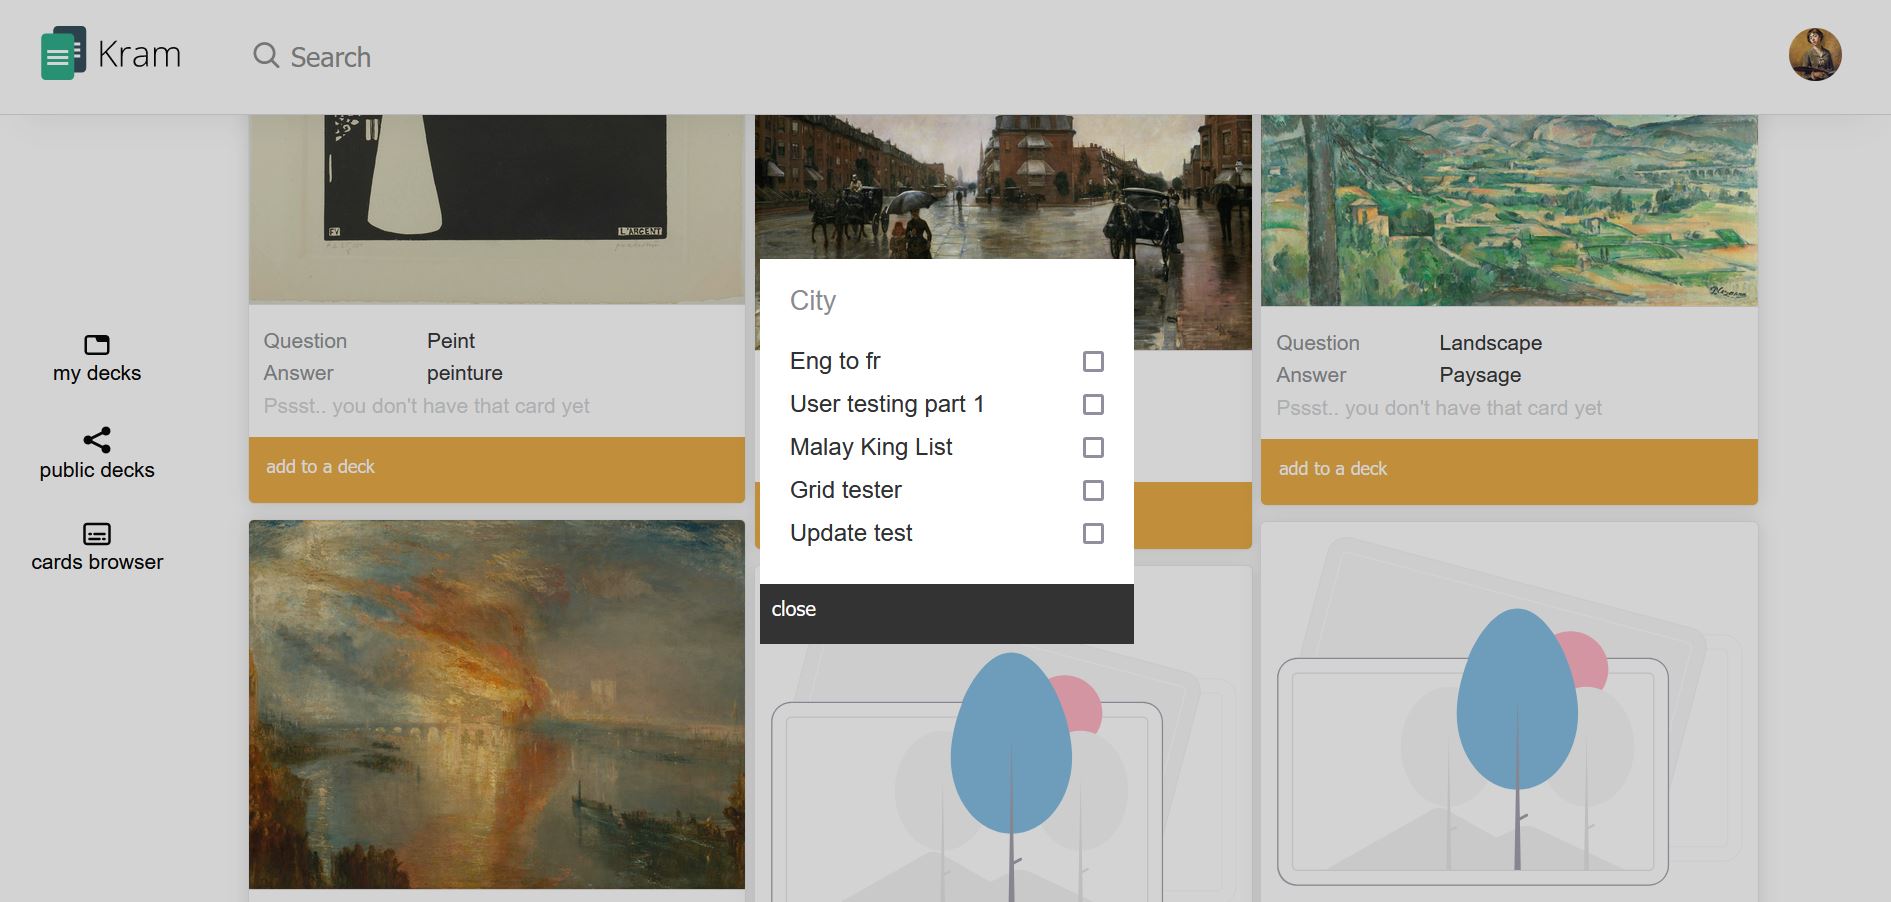 Kram
Search
FV
L'ARGENT
my decks
public decks
cards browser
Question Peint
Answer peinture
Pssst.. you don't have that card yet
add to a deck
City
Eng to fr
User testing part 1
Malay King List
Grid tester
Update test
close
Question Landscape
Answer Paysage
Pssst.. you don't have that card yet
add to a deck